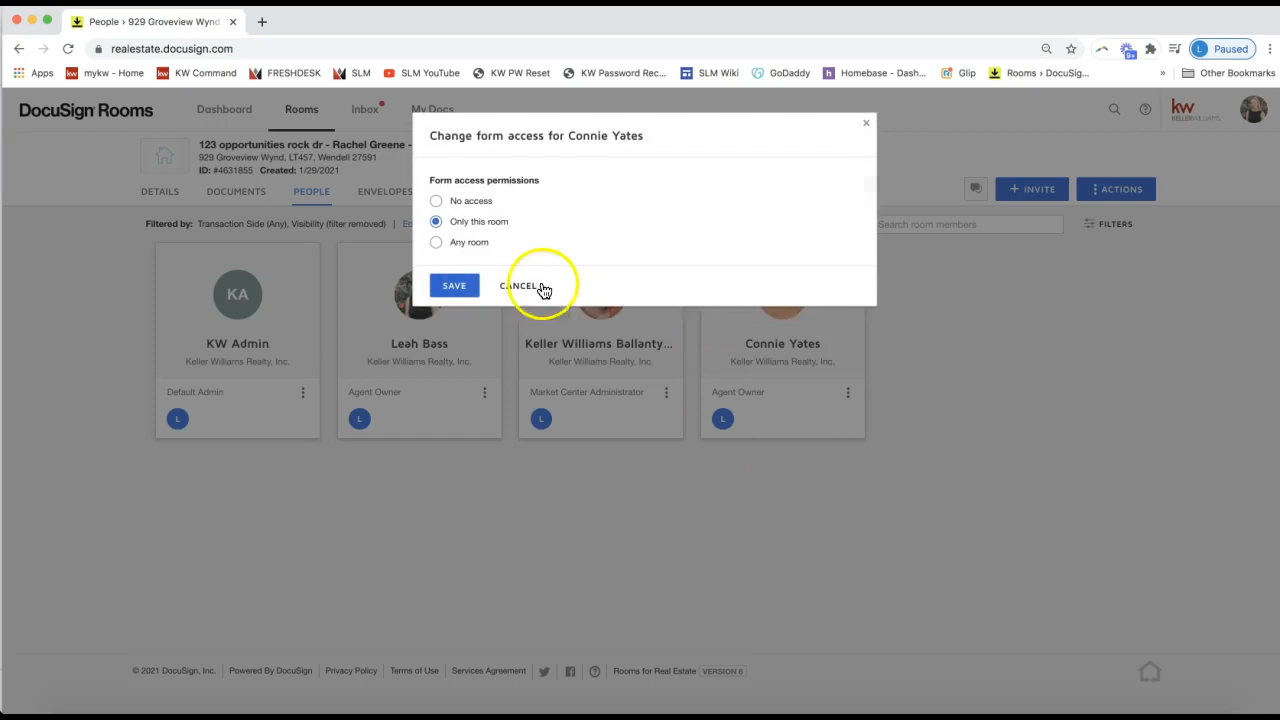 People › 929 Groveview Wynd
realestate.docusign.com
L Paused
Apps mykw - Home KW Command FRESHDESK SLM SLM YouTube KW PW Reset KW Password Rec... SLM Wiki GoDaddy Homebase - Dash... Glip Rooms › DocuSig... » Other Bookmarks
9+
DocuSign Rooms Dashboard Rooms Inbox My Docs
kw
KELLERWILLIAMS
123 opportunities rock dr - Rachel Greene -
929 Groveview Wynd, LT457, Wendell 27591
ID: #4631855 Created: 1/29/2021
DETAILS DOCUMENTS PEOPLE ENVELOPES
+ INVITE ACTIONS
Filtered by: Transaction Side (Any), Visibility (filter removed) |
Search room members FILTERS
Change form access for Connie Yates
×
Form access permissions
No access
Only this room
Any room
SAVE CANCEL
KA
KW Admin
Keller Williams Realty, Inc.
Default Admin
L
Leah Bass
Keller Williams Realty, Inc.
Agent Owner
L
Keller Williams Ballanty...
Keller Williams Realty, Inc.
Market Center Administrator
L
Connie Yates
Keller Williams Realty, Inc.
Agent Owner
L
© 2021 DocuSign, Inc. Powered By DocuSign Privacy Policy Terms of Use Services Agreement Rooms for Real Estate VERSION 6